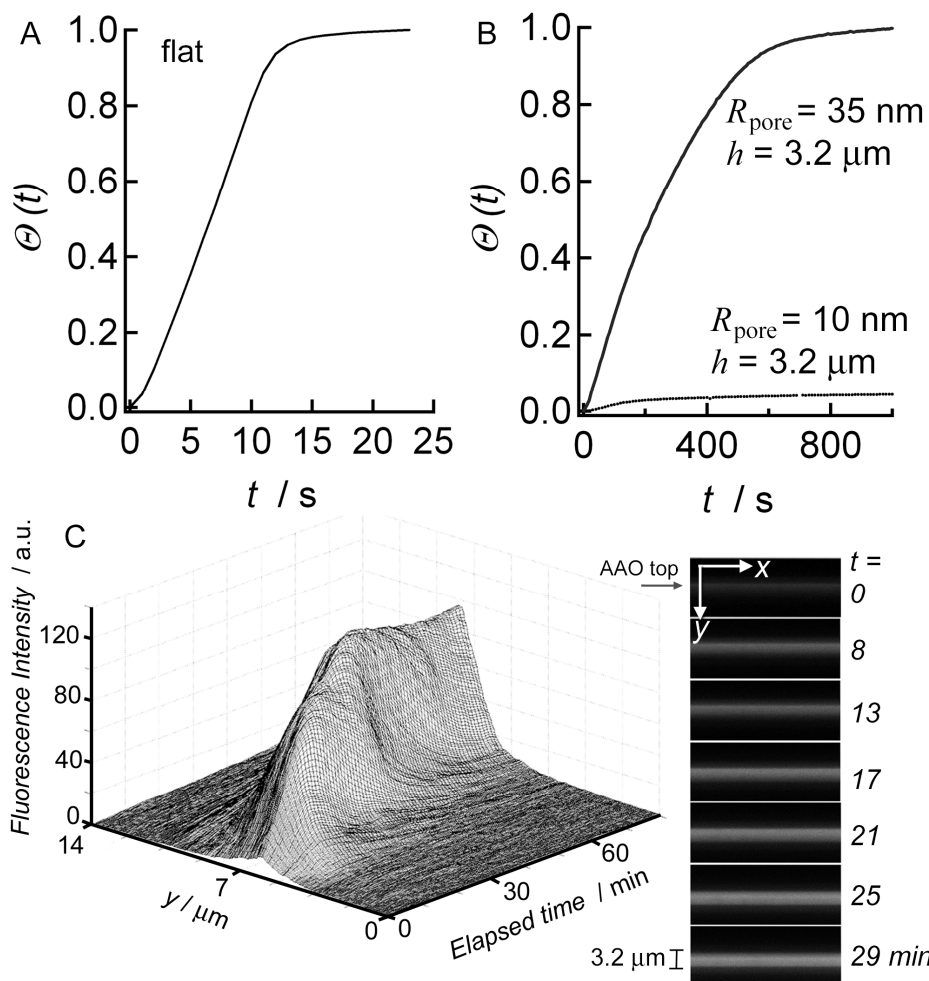 A
flat
1.0
0.8
0.6
0.4
0.2
0.0
Θ (t)
0 5 10 15 20 25
t / s
B
1.0
0.8
0.6
0.4
0.2
0.0
Θ (t)
R_pore = 35 nm
h = 3.2 μm
R_pore = 10 nm
h = 3.2 μm
0 400 800
t / s
C
Fluorescence Intensity / a.u.
120
80
40
0
14
7
0
y / μm
0
30
60
Elapsed time / min
AAO top
x
y
t =
0
8
13
17
21
25
29 min
3.2 μm